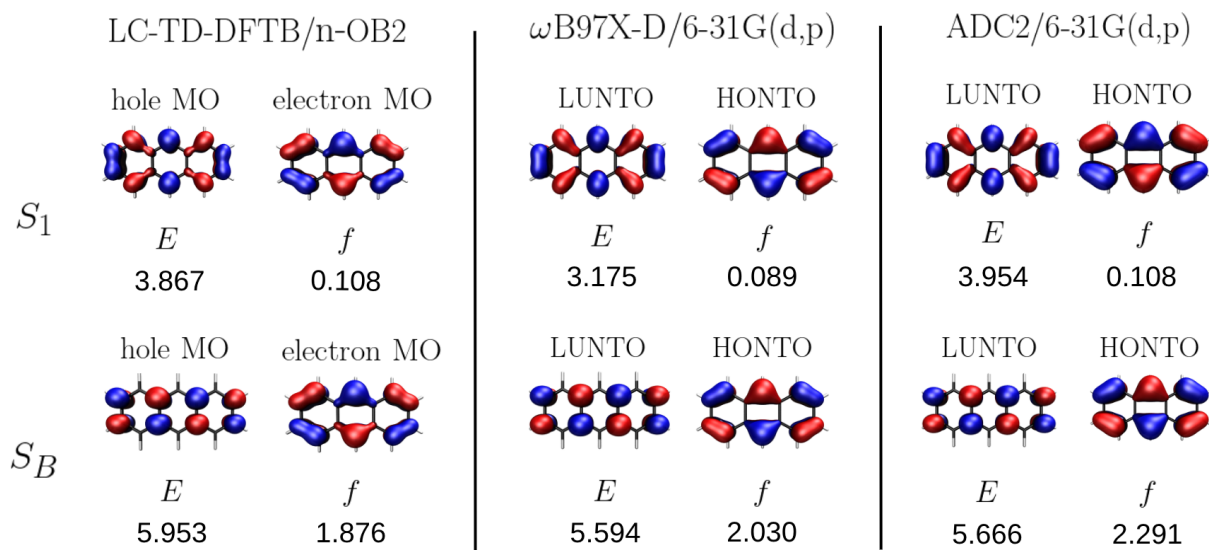 LC-TD-DFTB/n-OB2 ωB97X-D/6-31G(d,p) ADC2/6-31G(d,p)
hole MO electron MO LUNTO HONTO LUNTO HONTO
S₁
E f E f E f
3.867 0.108 3.175 0.089 3.954 0.108
hole MO electron MO LUNTO HONTO LUNTO HONTO
S_B
E f E f E f
5.953 1.876 5.594 2.030 5.666 2.291